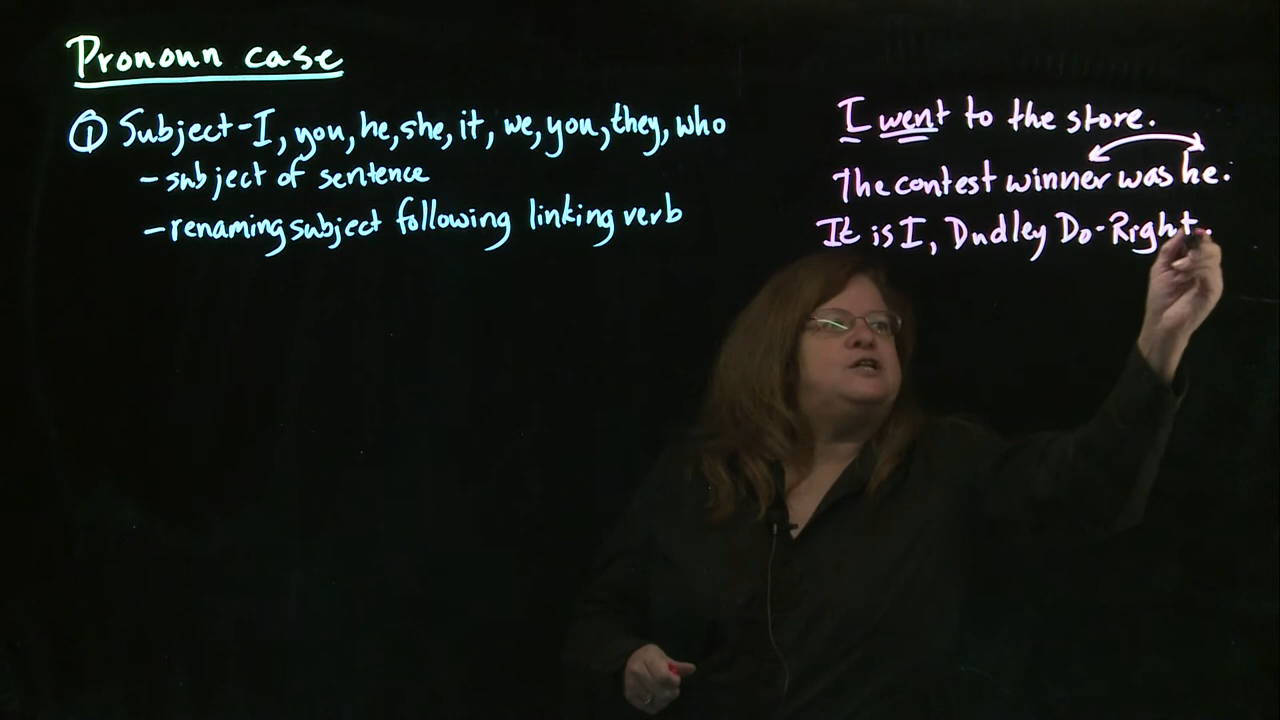 Pronoun case
① Subject-I, you, he, she, it, we, you, they, who
- subject of sentence
- renaming subject following linking verb
I went to the store.
The contest winner was he.
It is I, Dudley Do-Right.